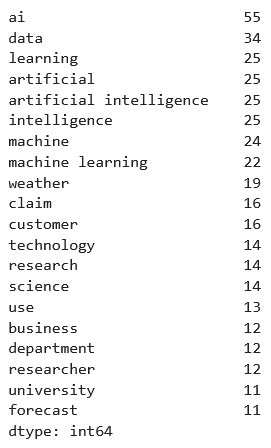 ai 55
data 34
learning 25
artificial 25
artificial intelligence 25
intelligence 25
machine 24
machine learning 22
weather 19
claim 16
customer 16
technology 14
research 14
science 14
use 13
business 12
department 12
researcher 12
university 11
forecast 11
dtype: int64